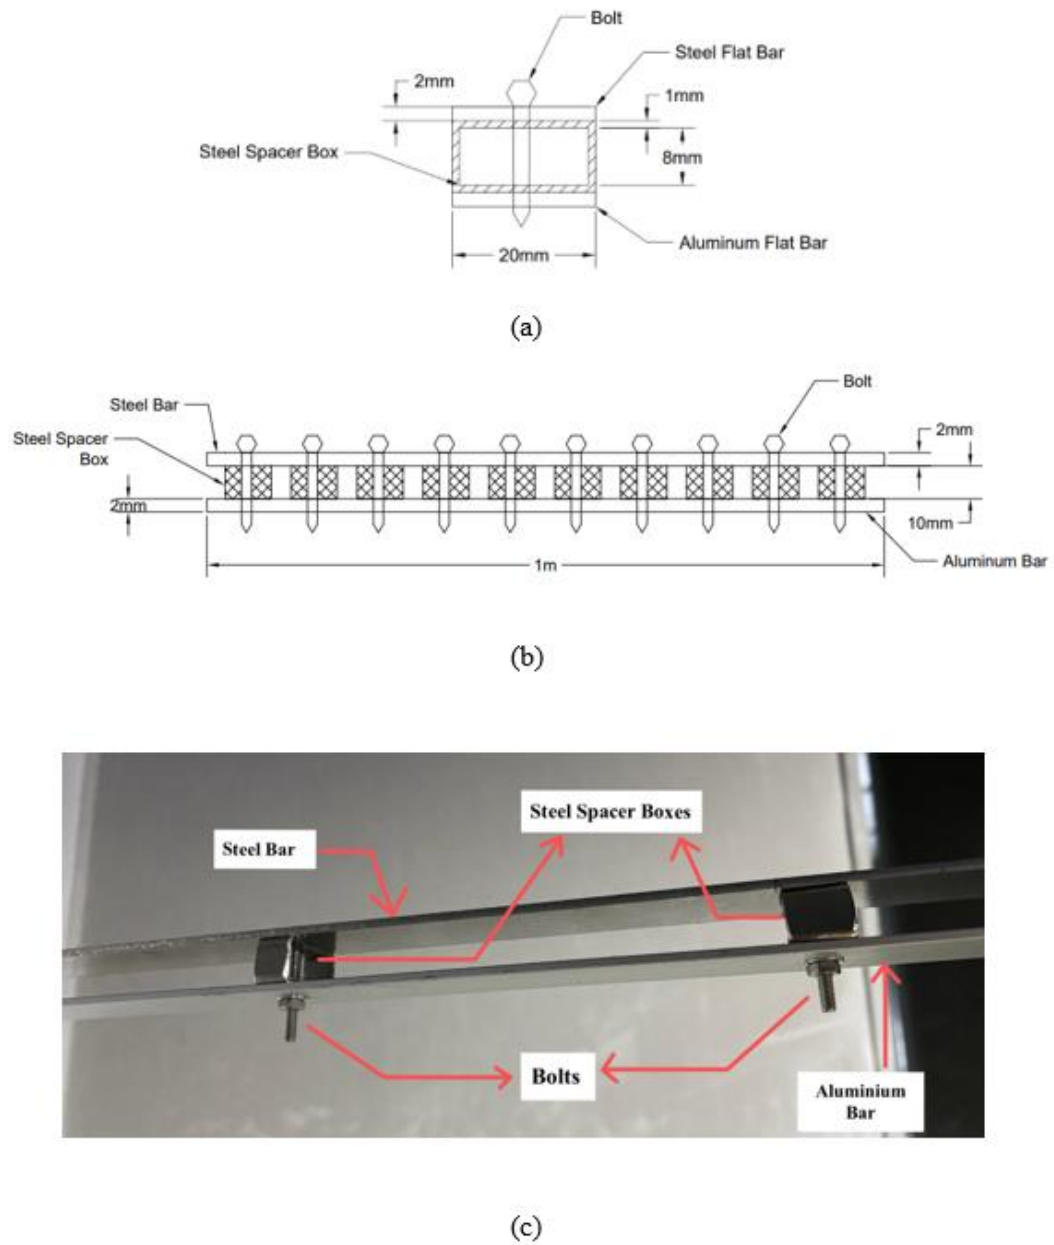 Bolt
Steel Flat Bar
2mm
1mm
Steel Spacer Box
8mm
Aluminum Flat Bar
20mm
(a)
Bolt
Steel Bar
2mm
Steel Spacer
Box
2mm
10mm
Aluminum Bar
1m
(b)
Steel Spacer Boxes
Steel Bar
Bolts
Aluminium
Bar
(c)